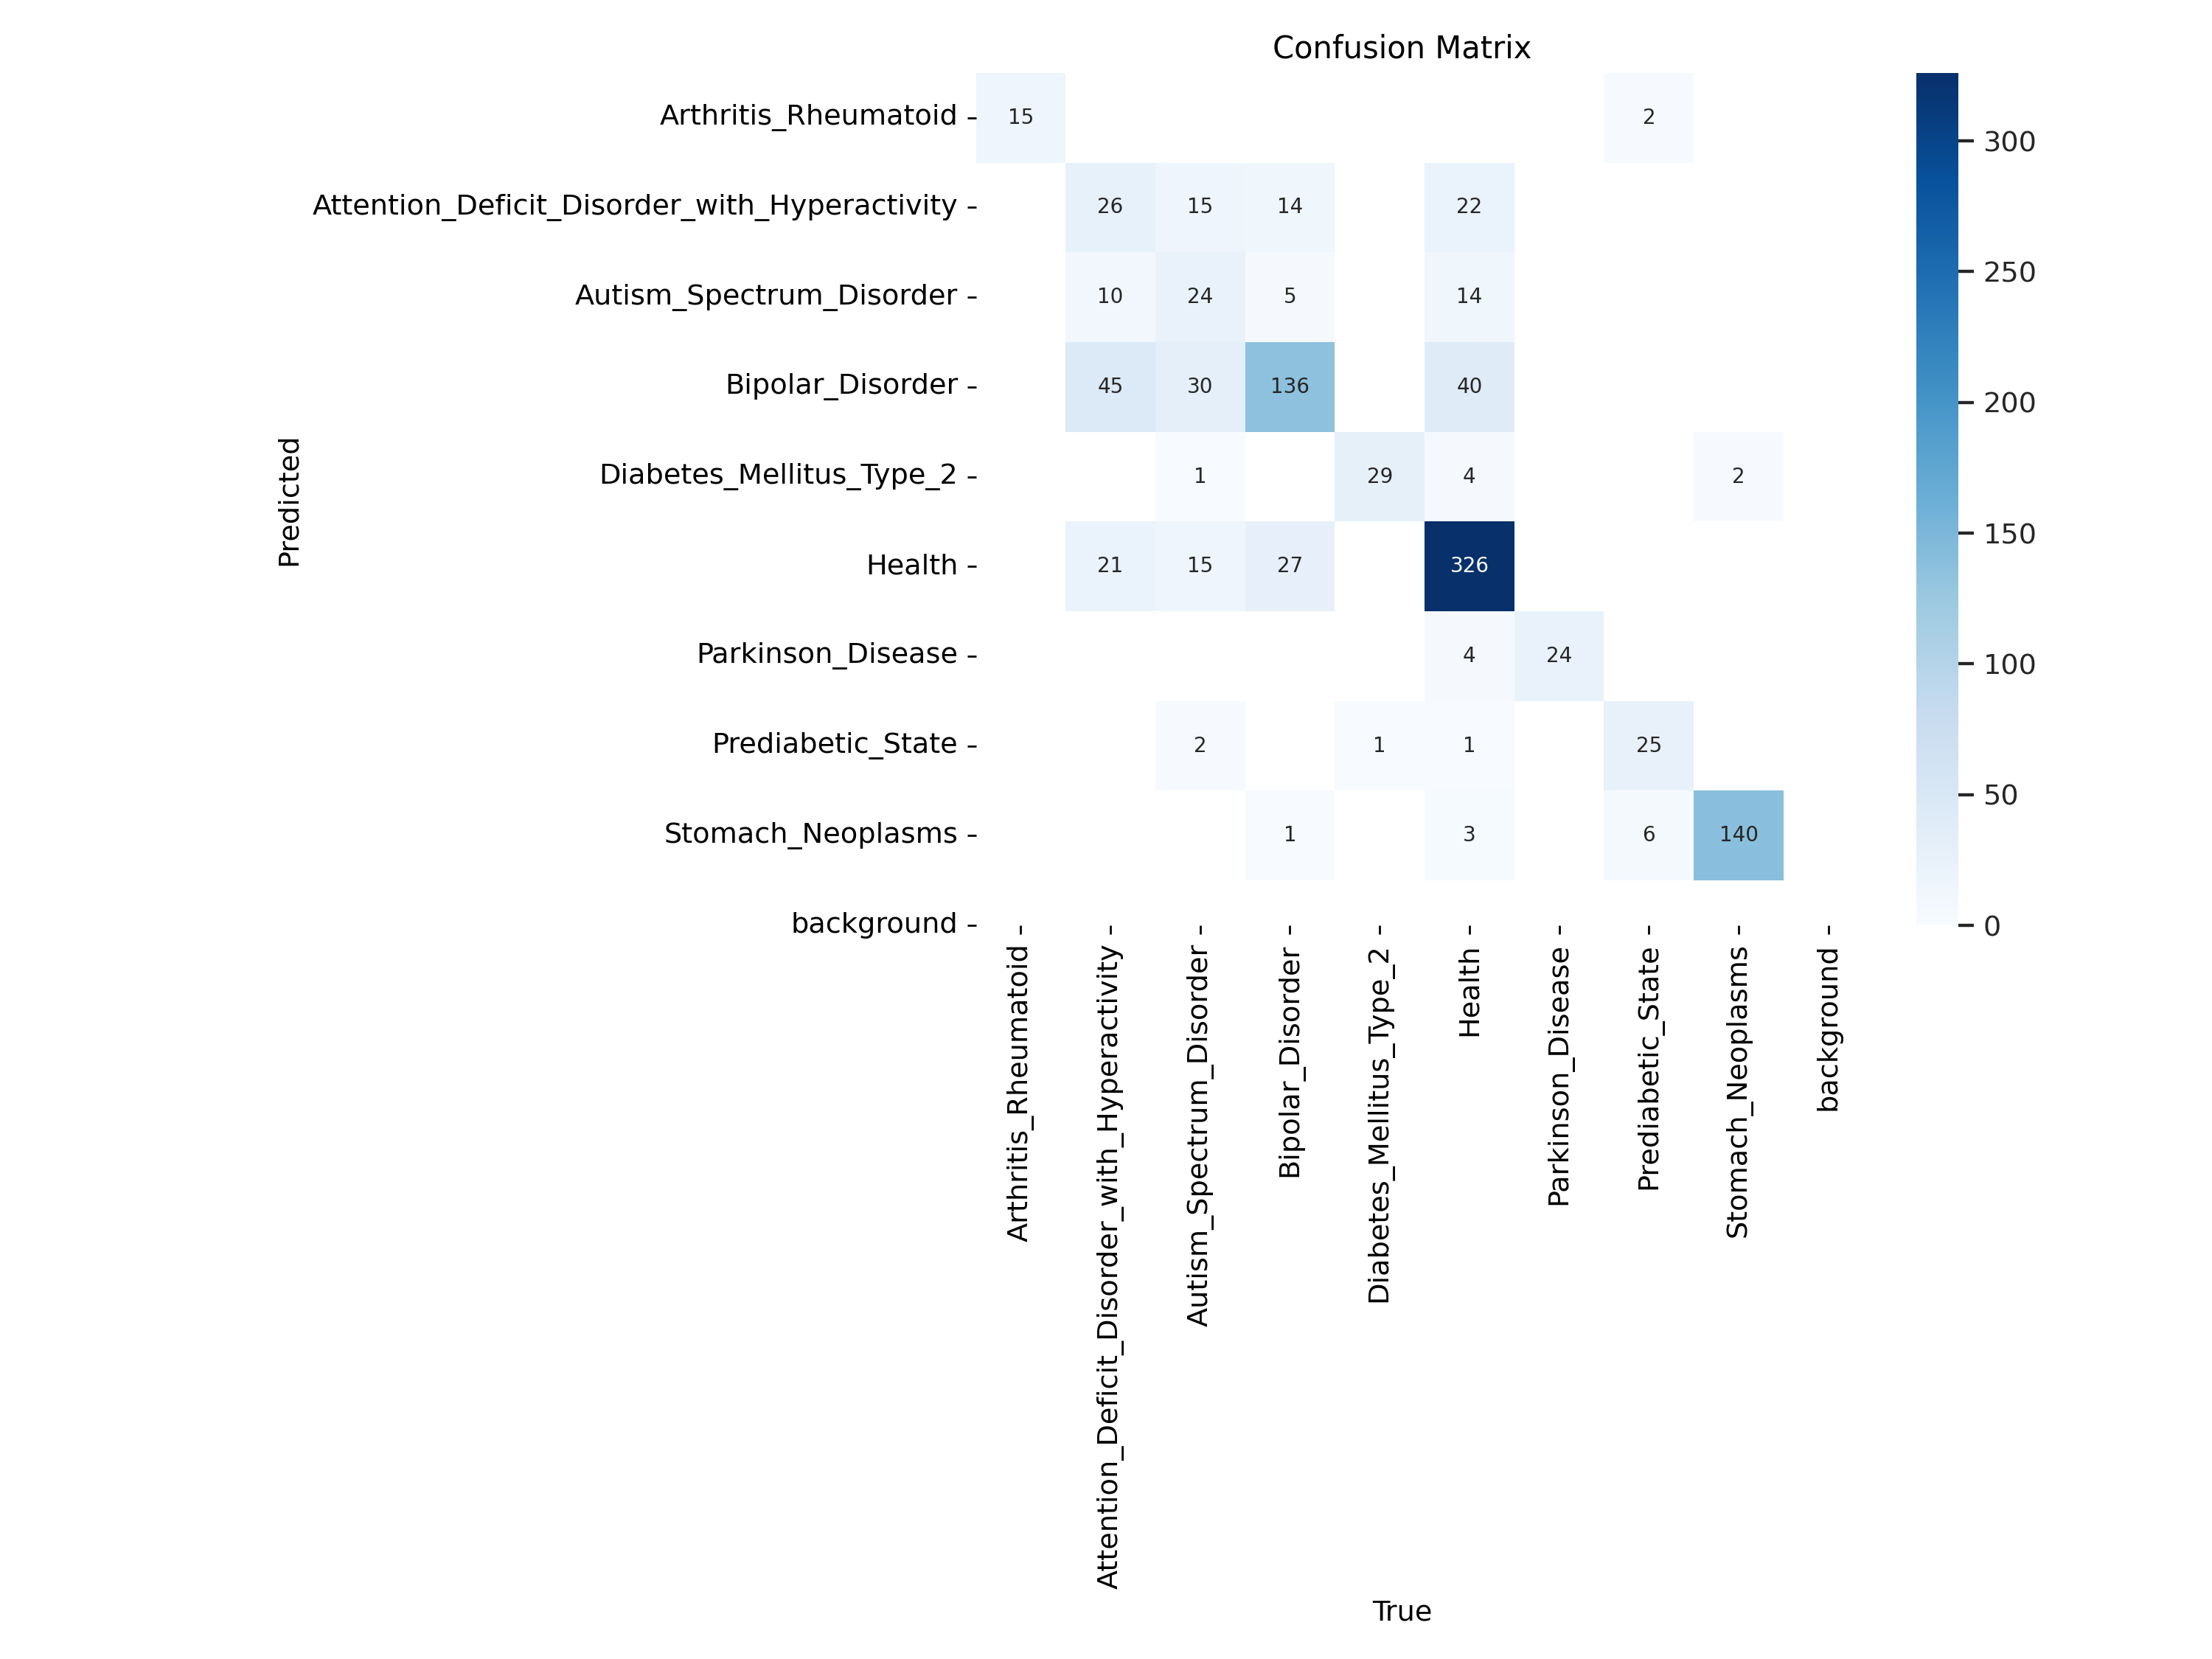 Confusion Matrix
Arthritis_Rheumatoid 15 2
Attention_Deficit_Disorder_with_Hyperactivity 26 15 14 22
Autism_Spectrum_Disorder 10 24 5 14
Bipolar_Disorder 45 30 136 40
Diabetes_Mellitus_Type_2 1 29 4 2
Health 21 15 27 326
Parkinson_Disease 4 24
Prediabetic_State 2 1 1 25
Stomach_Neoplasms 1 3 6 140
background
Predicted
Arthritis_Rheumatoid
Attention_Deficit_Disorder_with_Hyperactivity
Autism_Spectrum_Disorder
Bipolar_Disorder
Diabetes_Mellitus_Type_2
Health
Parkinson_Disease
Prediabetic_State
Stomach_Neoplasms
background
True
300
250
200
150
100
50
0